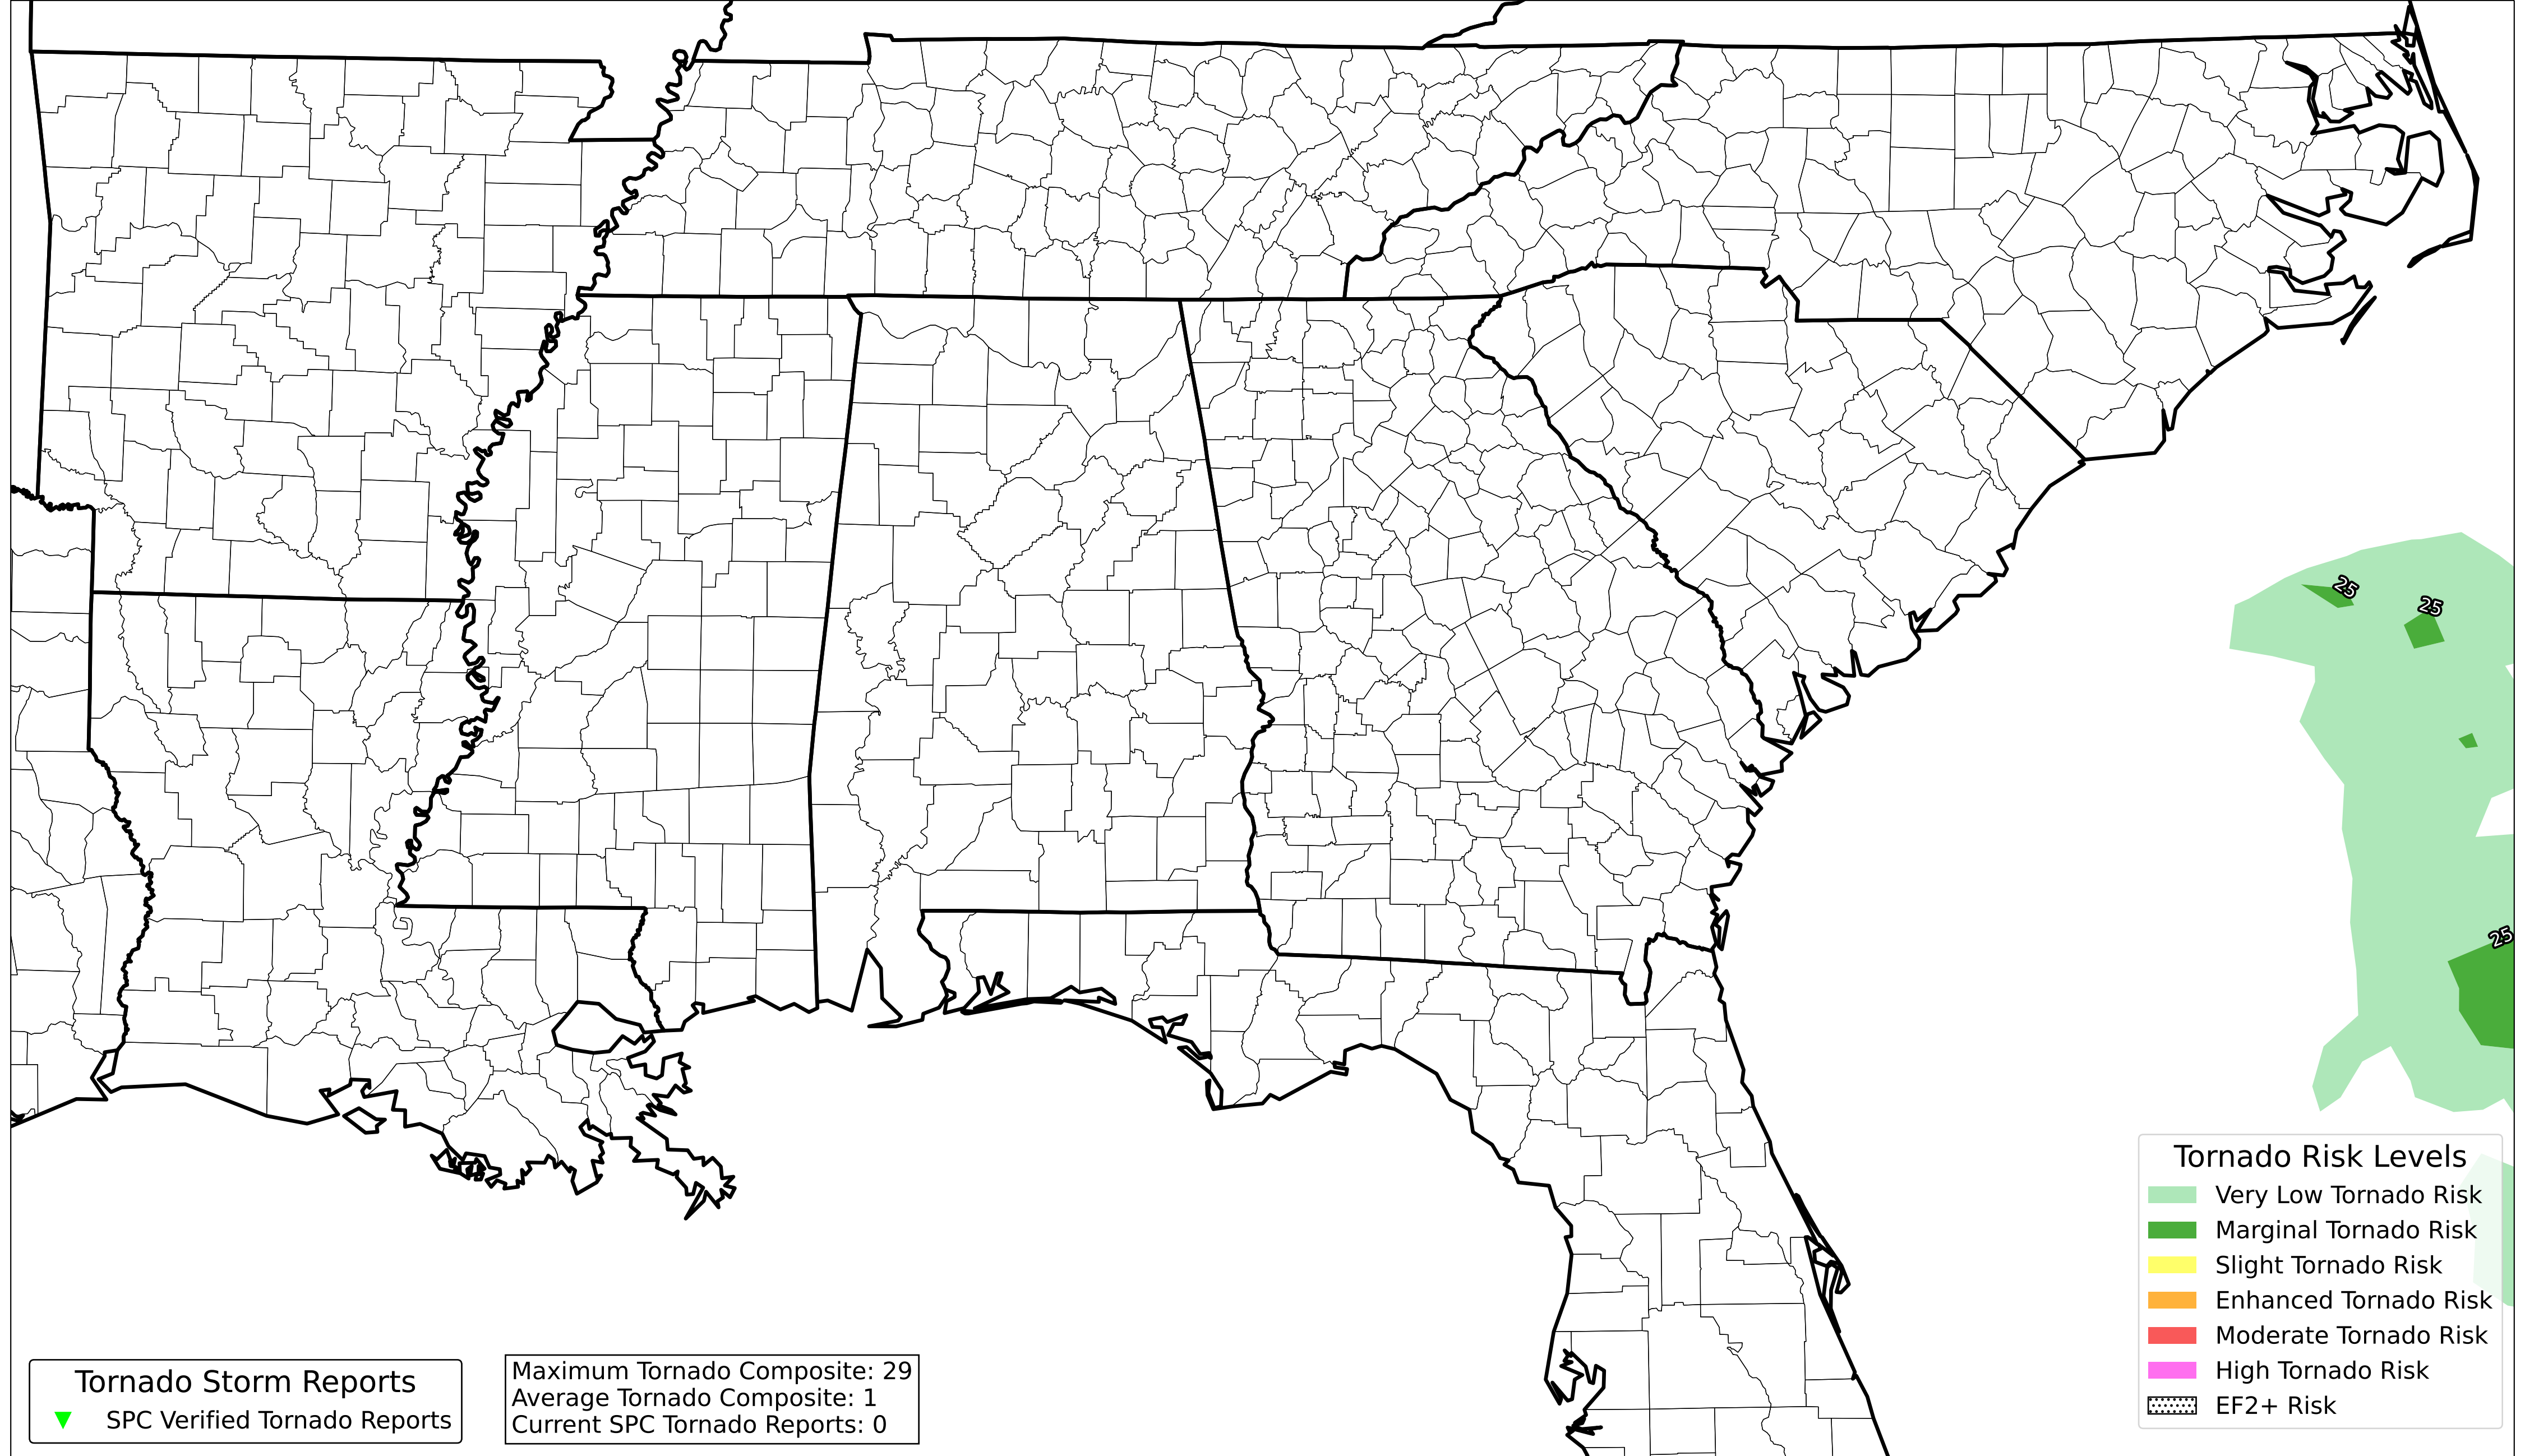 25
25
25
Tornado Risk Levels
Very Low Tornado Risk
Marginal Tornado Risk
Slight Tornado Risk
Enhanced Tornado Risk
Moderate Tornado Risk
High Tornado Risk
EF2+ Risk
Tornado Storm Reports
SPC Verified Tornado Reports
Maximum Tornado Composite: 29
Average Tornado Composite: 1
Current SPC Tornado Reports: 0